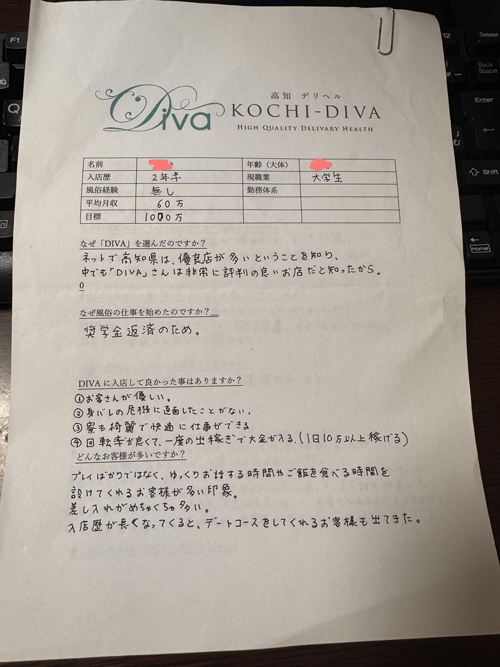 高知 デリヘル
Diva KOCHI-DIVA
HIGH QUALITY DELIVARY HEALTH
名前 年齢(大体)
入店歴 2年半 現職業 大学生
風俗経験 無し 勤務体系
平均月収 60万
目標 1000万
なぜ「DIVA」を選んだのですか?
ネットで高知県は、優良店が多いということを知り、
中でも"DIVA"さんは非常に評判の良いお店だと知ったから。
0
なぜ風俗の仕事を始めたのですか?
奨学金返済のため。
DIVAに入店して良かった事はありますか?
①お客さんが優しい。
②身バレの危機に直面したことがない。
③寮も綺麗で快適に仕事ができる
④回転率が良くて、一度の出稼ぎで大金が入る。(1日10万以上稼げる)
どんなお客様が多いですか?
プレイばかりではなく、ゆっくりお話する時間やご飯を食べる時間を
設けてくれるお客様が多い印象。
差し入れがめちゃくちゃ多い。
入店歴が長くなってくると、デートコースをしてくれるお客様も出てきた。